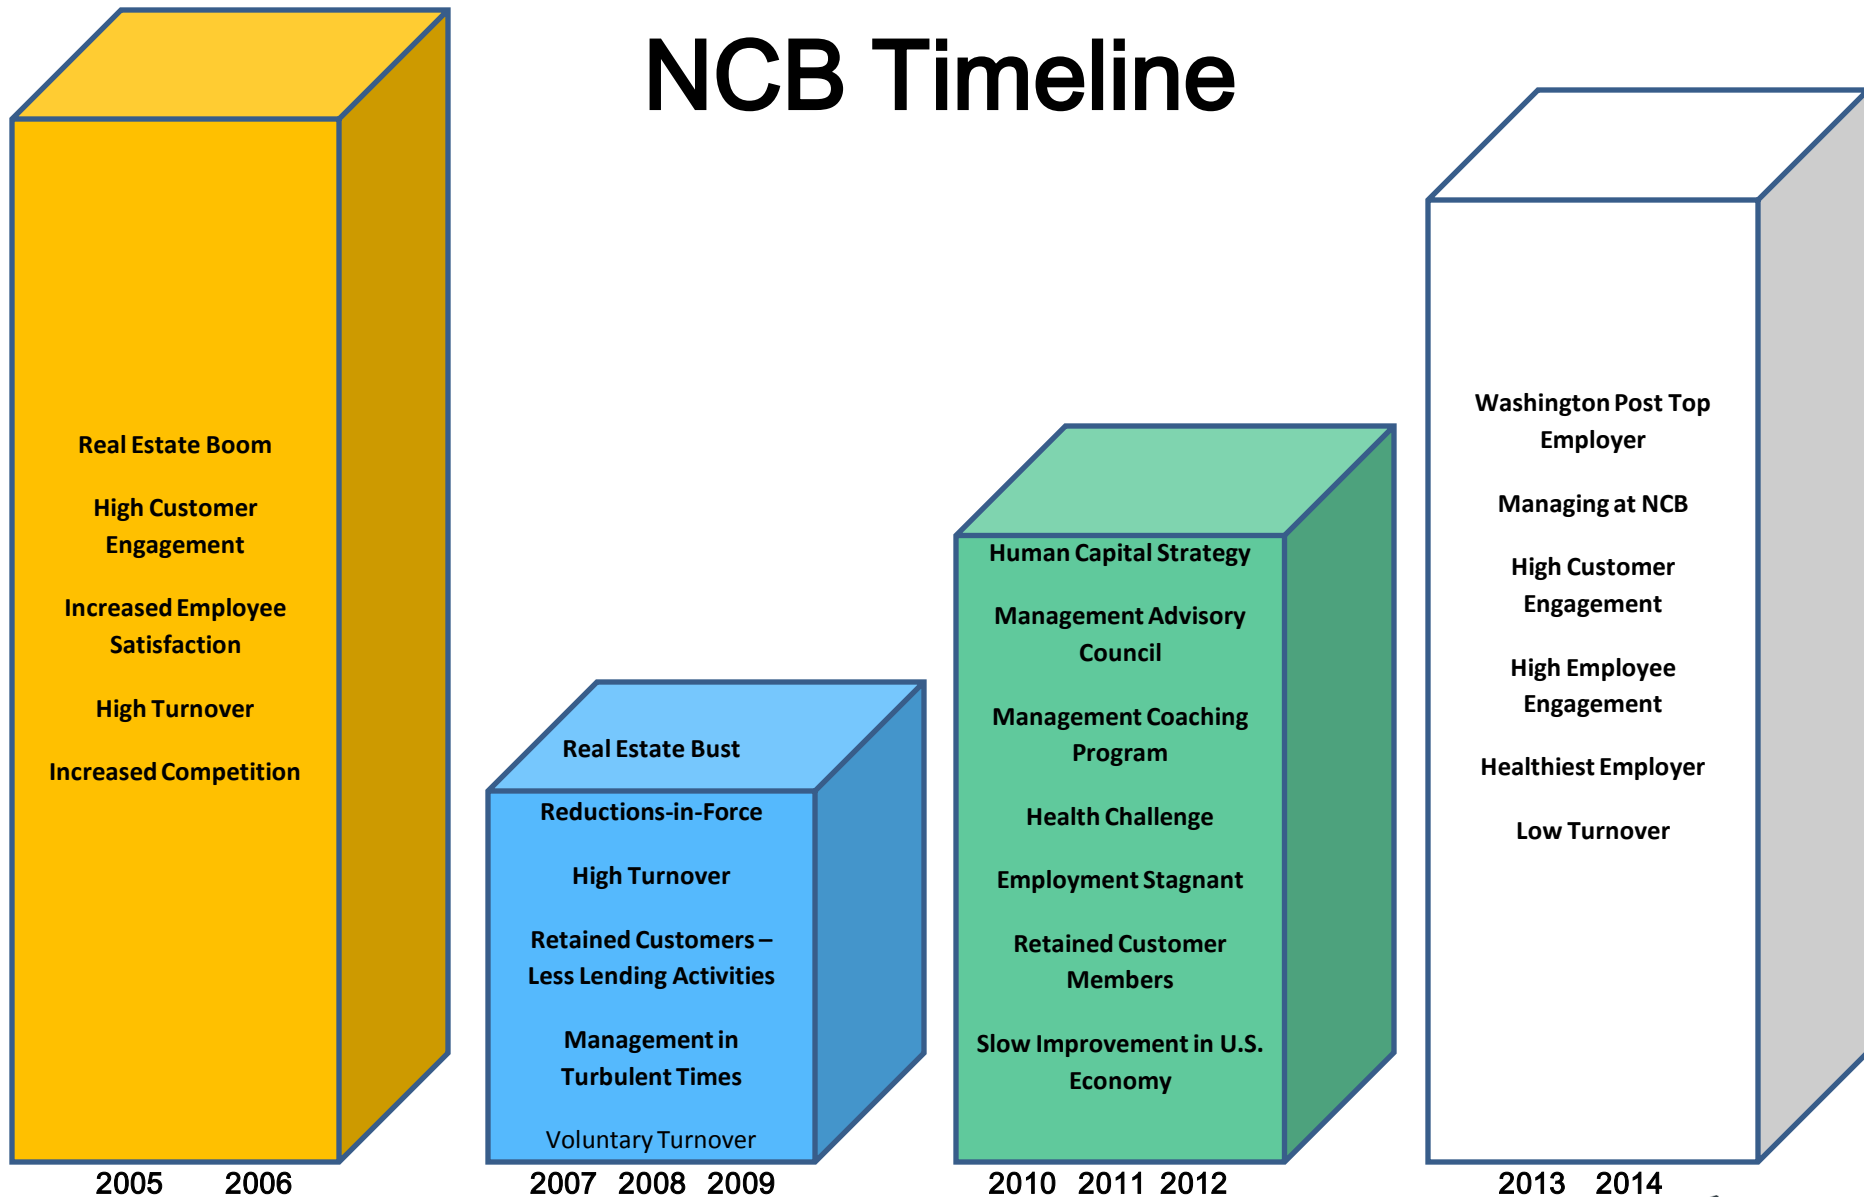 NCB Timeline
Real Estate Boom
High Customer
Engagement
Increased Employee
Satisfaction
High Turnover
Increased Competition
2005 2006
Real Estate Bust
Reductions-in-Force
High Turnover
Retained Customers –
Less Lending Activities
Management in
Turbulent Times
Voluntary Turnover
2007 2008 2009
Human Capital Strategy
Management Advisory
Council
Management Coaching
Program
Health Challenge
Employment Stagnant
Retained Customer
Members
Slow Improvement in U.S.
Economy
2010 2011 2012
Washington Post Top
Employer
Managing at NCB
High Customer
Engagement
High Employee
Engagement
Healthiest Employer
Low Turnover
2013 2014